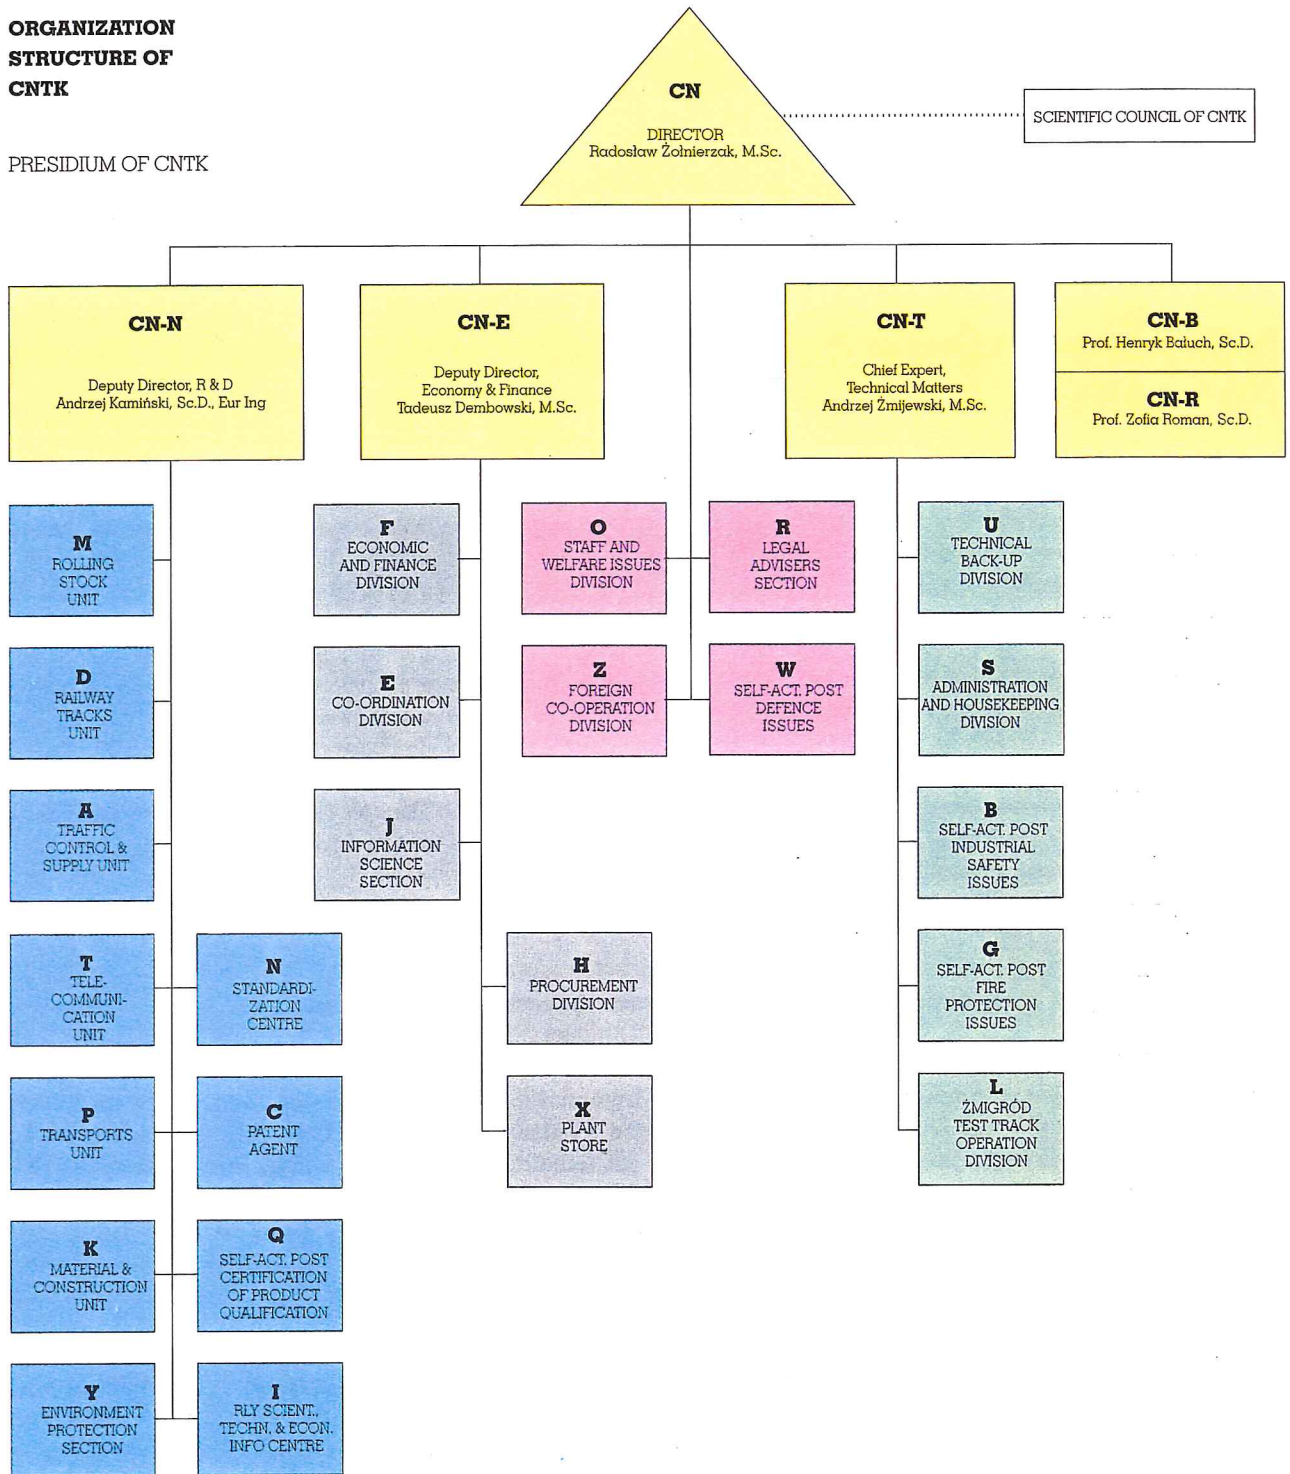 ORGANIZATION
STRUCTURE OF
CNTK
PRESIDIUM OF CNTK
CN
DIRECTOR
Radosław Żołnierzak, M.Sc.
SCIENTIFIC COUNCIL OF CNTK
CN-N
Deputy Director, R & D
Andrzej Kamiński, Sc.D., Eur Ing
CN-E
Deputy Director,
Economy & Finance
Tadeusz Dembowski, M.Sc.
CN-T
Chief Expert,
Technical Matters
Andrzej Żmijewski, M.Sc.
CN-B
Prof. Henryk Bałuch, Sc.D.
CN-R
Prof. Zofia Roman, Sc.D.
M
ROLLING
STOCK
UNIT
F
ECONOMIC
AND FINANCE
DIVISION
O
STAFF AND
WELFARE ISSUES
DIVISION
R
LEGAL
ADVISERS
SECTION
U
TECHNICAL
BACK-UP
DIVISION
D
RAILWAY
TRACKS
UNIT
E
CO-ORDINATION
DIVISION
Z
FOREIGN
CO-OPERATION
DIVISION
W
SELF-ACT. POST
DEFENCE
ISSUES
S
ADMINISTRATION
AND HOUSEKEEPING
DIVISION
A
TRAFFIC
CONTROL &
SUPPLY UNIT
J
INFORMATION
SCIENCE
SECTION
B
SELF-ACT. POST
INDUSTRIAL
SAFETY
ISSUES
T
TELE-
COMMUNI-
CATION
UNIT
N
STANDARDI-
ZATION
CENTRE
H
PROCUREMENT
DIVISION
G
SELF-ACT. POST
FIRE
PROTECTION
ISSUES
P
TRANSPORTS
UNIT
C
PATENT
AGENT
X
PLANT
STORE
L
ŻMIGRÓD
TEST TRACK
OPERATION
DIVISION
K
MATERIAL &
CONSTRUCTION
UNIT
Q
SELF-ACT. POST
CERTIFICATION
OF PRODUCT
QUALIFICATION
Y
ENVIRONMENT
PROTECTION
SECTION
I
RLY SCIENT.,
TECHN. & ECON.
INFO CENTRE